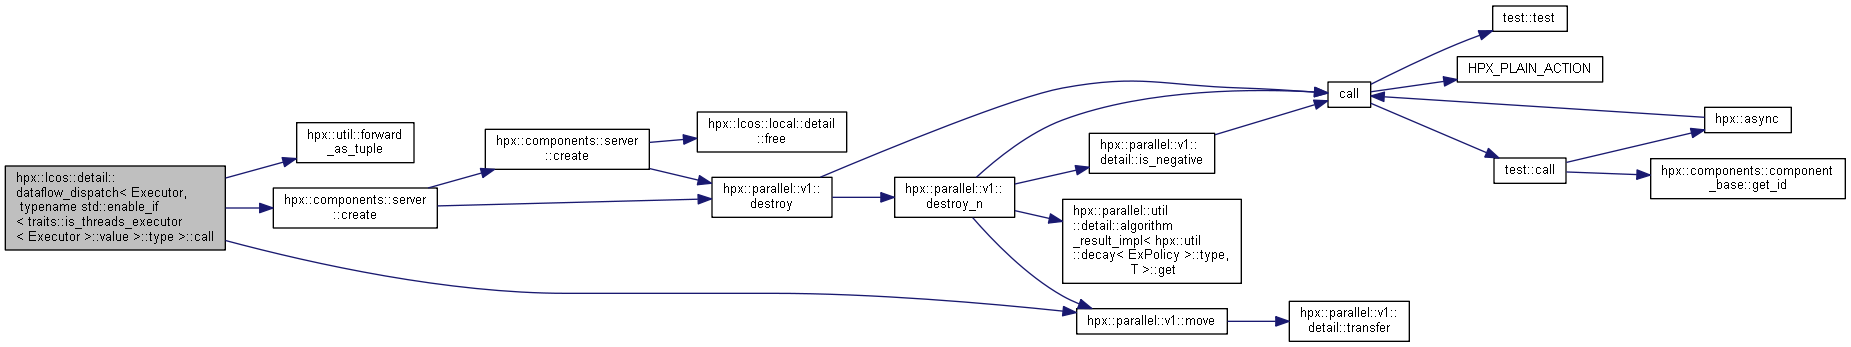 hpx::lcos::detail::
dataflow_dispatch< Executor,
typename std::enable_if
< traits::is_threads_executor
< Executor >::value >::type >::call
hpx::util::forward
_as_tuple
hpx::components::server
::create
hpx::components::server
::create
hpx::lcos::local::detail
::free
hpx::parallel::v1::
destroy
hpx::parallel::v1::
destroy_n
hpx::parallel::v1::
detail::is_negative
hpx::parallel::util
::detail::algorithm
_result_impl< hpx::util
::decay< ExPolicy >::type,
T >::get
hpx::parallel::v1::move
call
hpx::parallel::v1::
detail::transfer
test::test
HPX_PLAIN_ACTION
test::call
hpx::async
hpx::components::component
_base::get_id